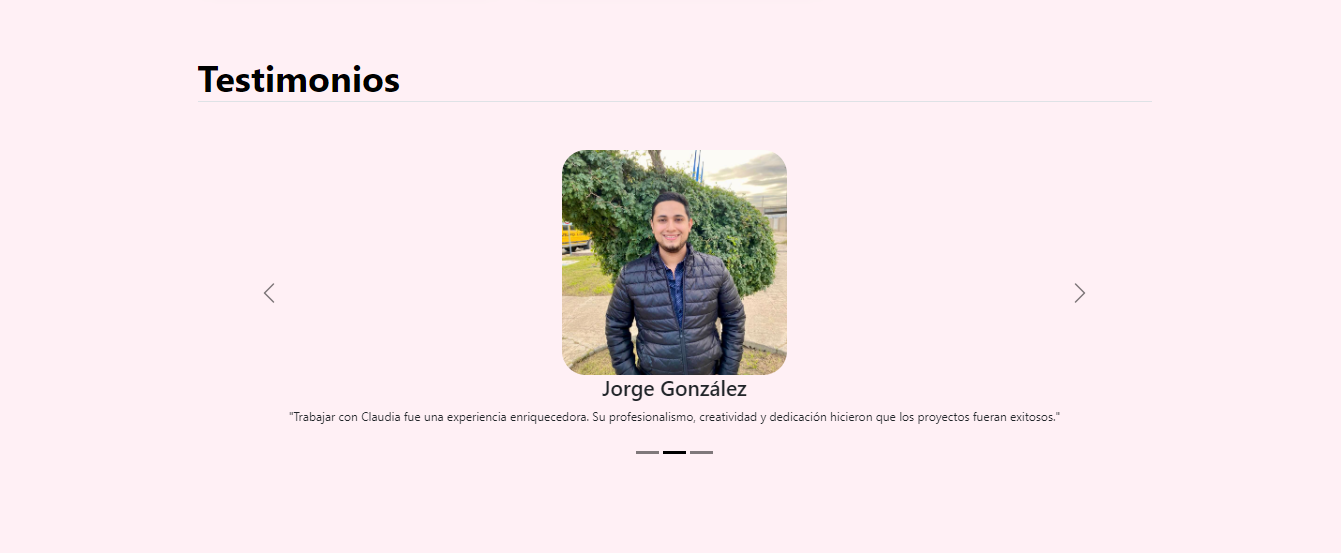 Testimonios
Jorge González
"Trabajar con Claudia fue una experiencia enriquecedora. Su profesionalismo, creatividad y dedicación hicieron que los proyectos fueran exitosos."